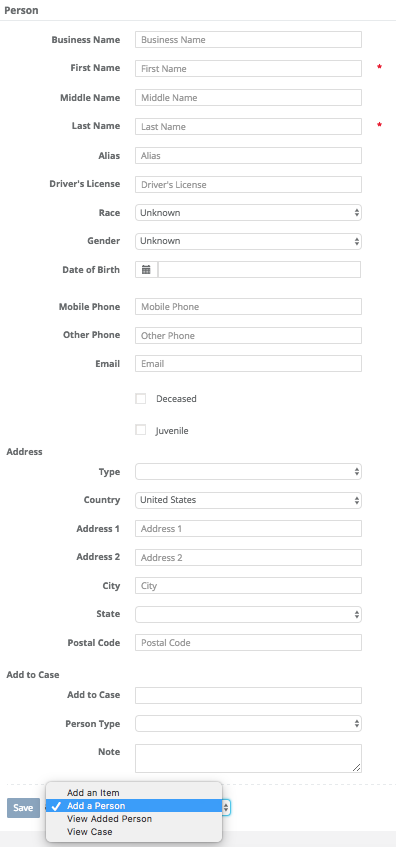 Person
Business Name Business Name
First Name First Name *
Middle Name Middle Name
Last Name Last Name *
Alias Alias
Driver's License Driver's License
Race Unknown
Gender Unknown
Date of Birth
Mobile Phone Mobile Phone
Other Phone Other Phone
Email Email
Deceased
Juvenile
Address
Type
Country United States
Address 1 Address 1
Address 2 Address 2
City City
State
Postal Code Postal Code
Add to Case
Add to Case
Person Type
Note
Add an Item
Save ✓ Add a Person
View Added Person
View Case